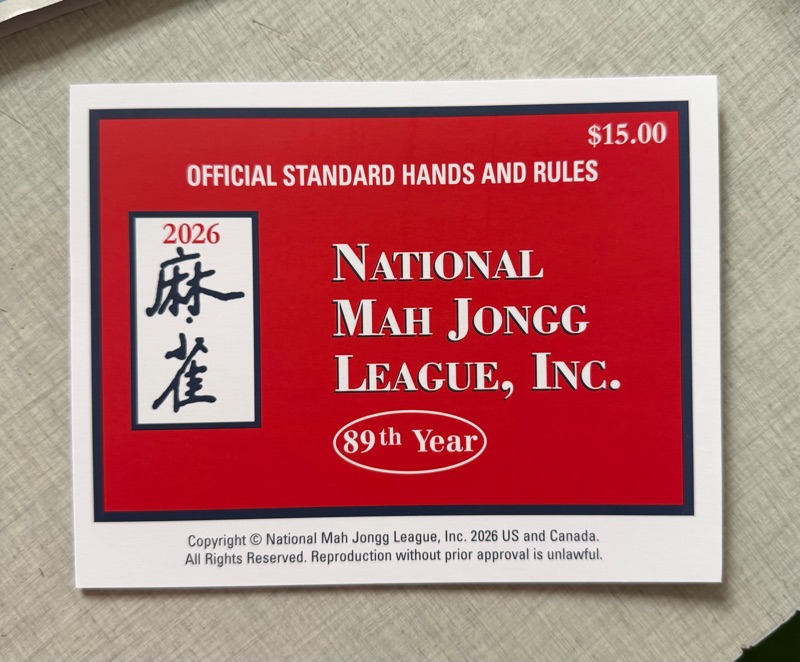 $15.00
OFFICIAL STANDARD HANDS AND RULES
2026
麻
雀
NATIONAL
MAH JONGG
LEAGUE, INC.
89th Year
Copyright © National Mah Jongg League, Inc. 2026 US and Canada.
All Rights Reserved. Reproduction without prior approval is unlawful.